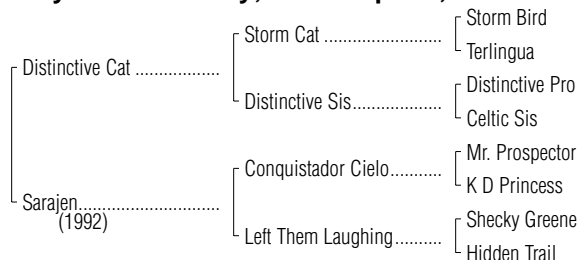 Storm Bird
Storm Cat ......................
Terlingua
Distinctive Cat .................
Distinctive Pro
Distinctive Sis.................
Celtic Sis
Mr. Prospector
Conquistador Cielo..........
K D Princess
Sarajen............................
(1992)
Shecky Greene
Left Them Laughing.........
Hidden Trail